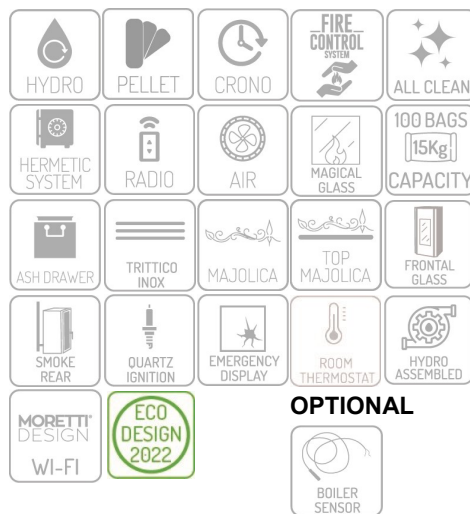 HYDRO
PELLET
CRONO
FIRE
CONTROL
SYSTEM
ALL CLEAN
HERMETIC
SYSTEM
RADIO
AIR
MAGICAL
GLASS
100 BAGS
15Kg
CAPACITY
ASH DRAWER
TRITTICO
INOX
MAJOLICA
TOP
MAJOLICA
FRONTAL
GLASS
SMOKE
REAR
QUARTZ
IGNITION
EMERGENCY
DISPLAY
ROOM
THERMOSTAT
HYDRO
ASSEMBLED
MORETTI
DESIGN
WI-FI
ECO
DESIGN
2022
OPTIONAL
BOILER
SENSOR